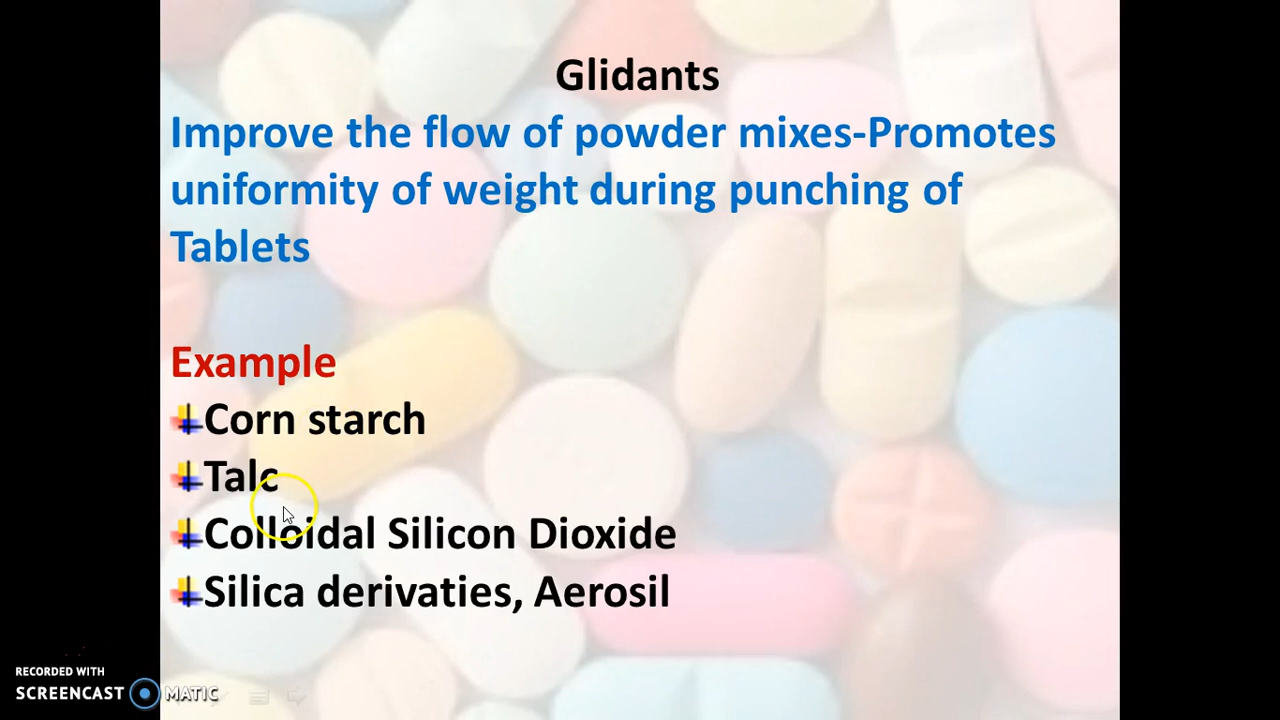 Glidants
Improve the flow of powder mixes-Promotes
uniformity of weight during punching of
Tablets
Example
Corn starch
Talc
Colloidal Silicon Dioxide
Silica derivaties, Aerosil
RECORDED WITH
SCREENCAST MATIC